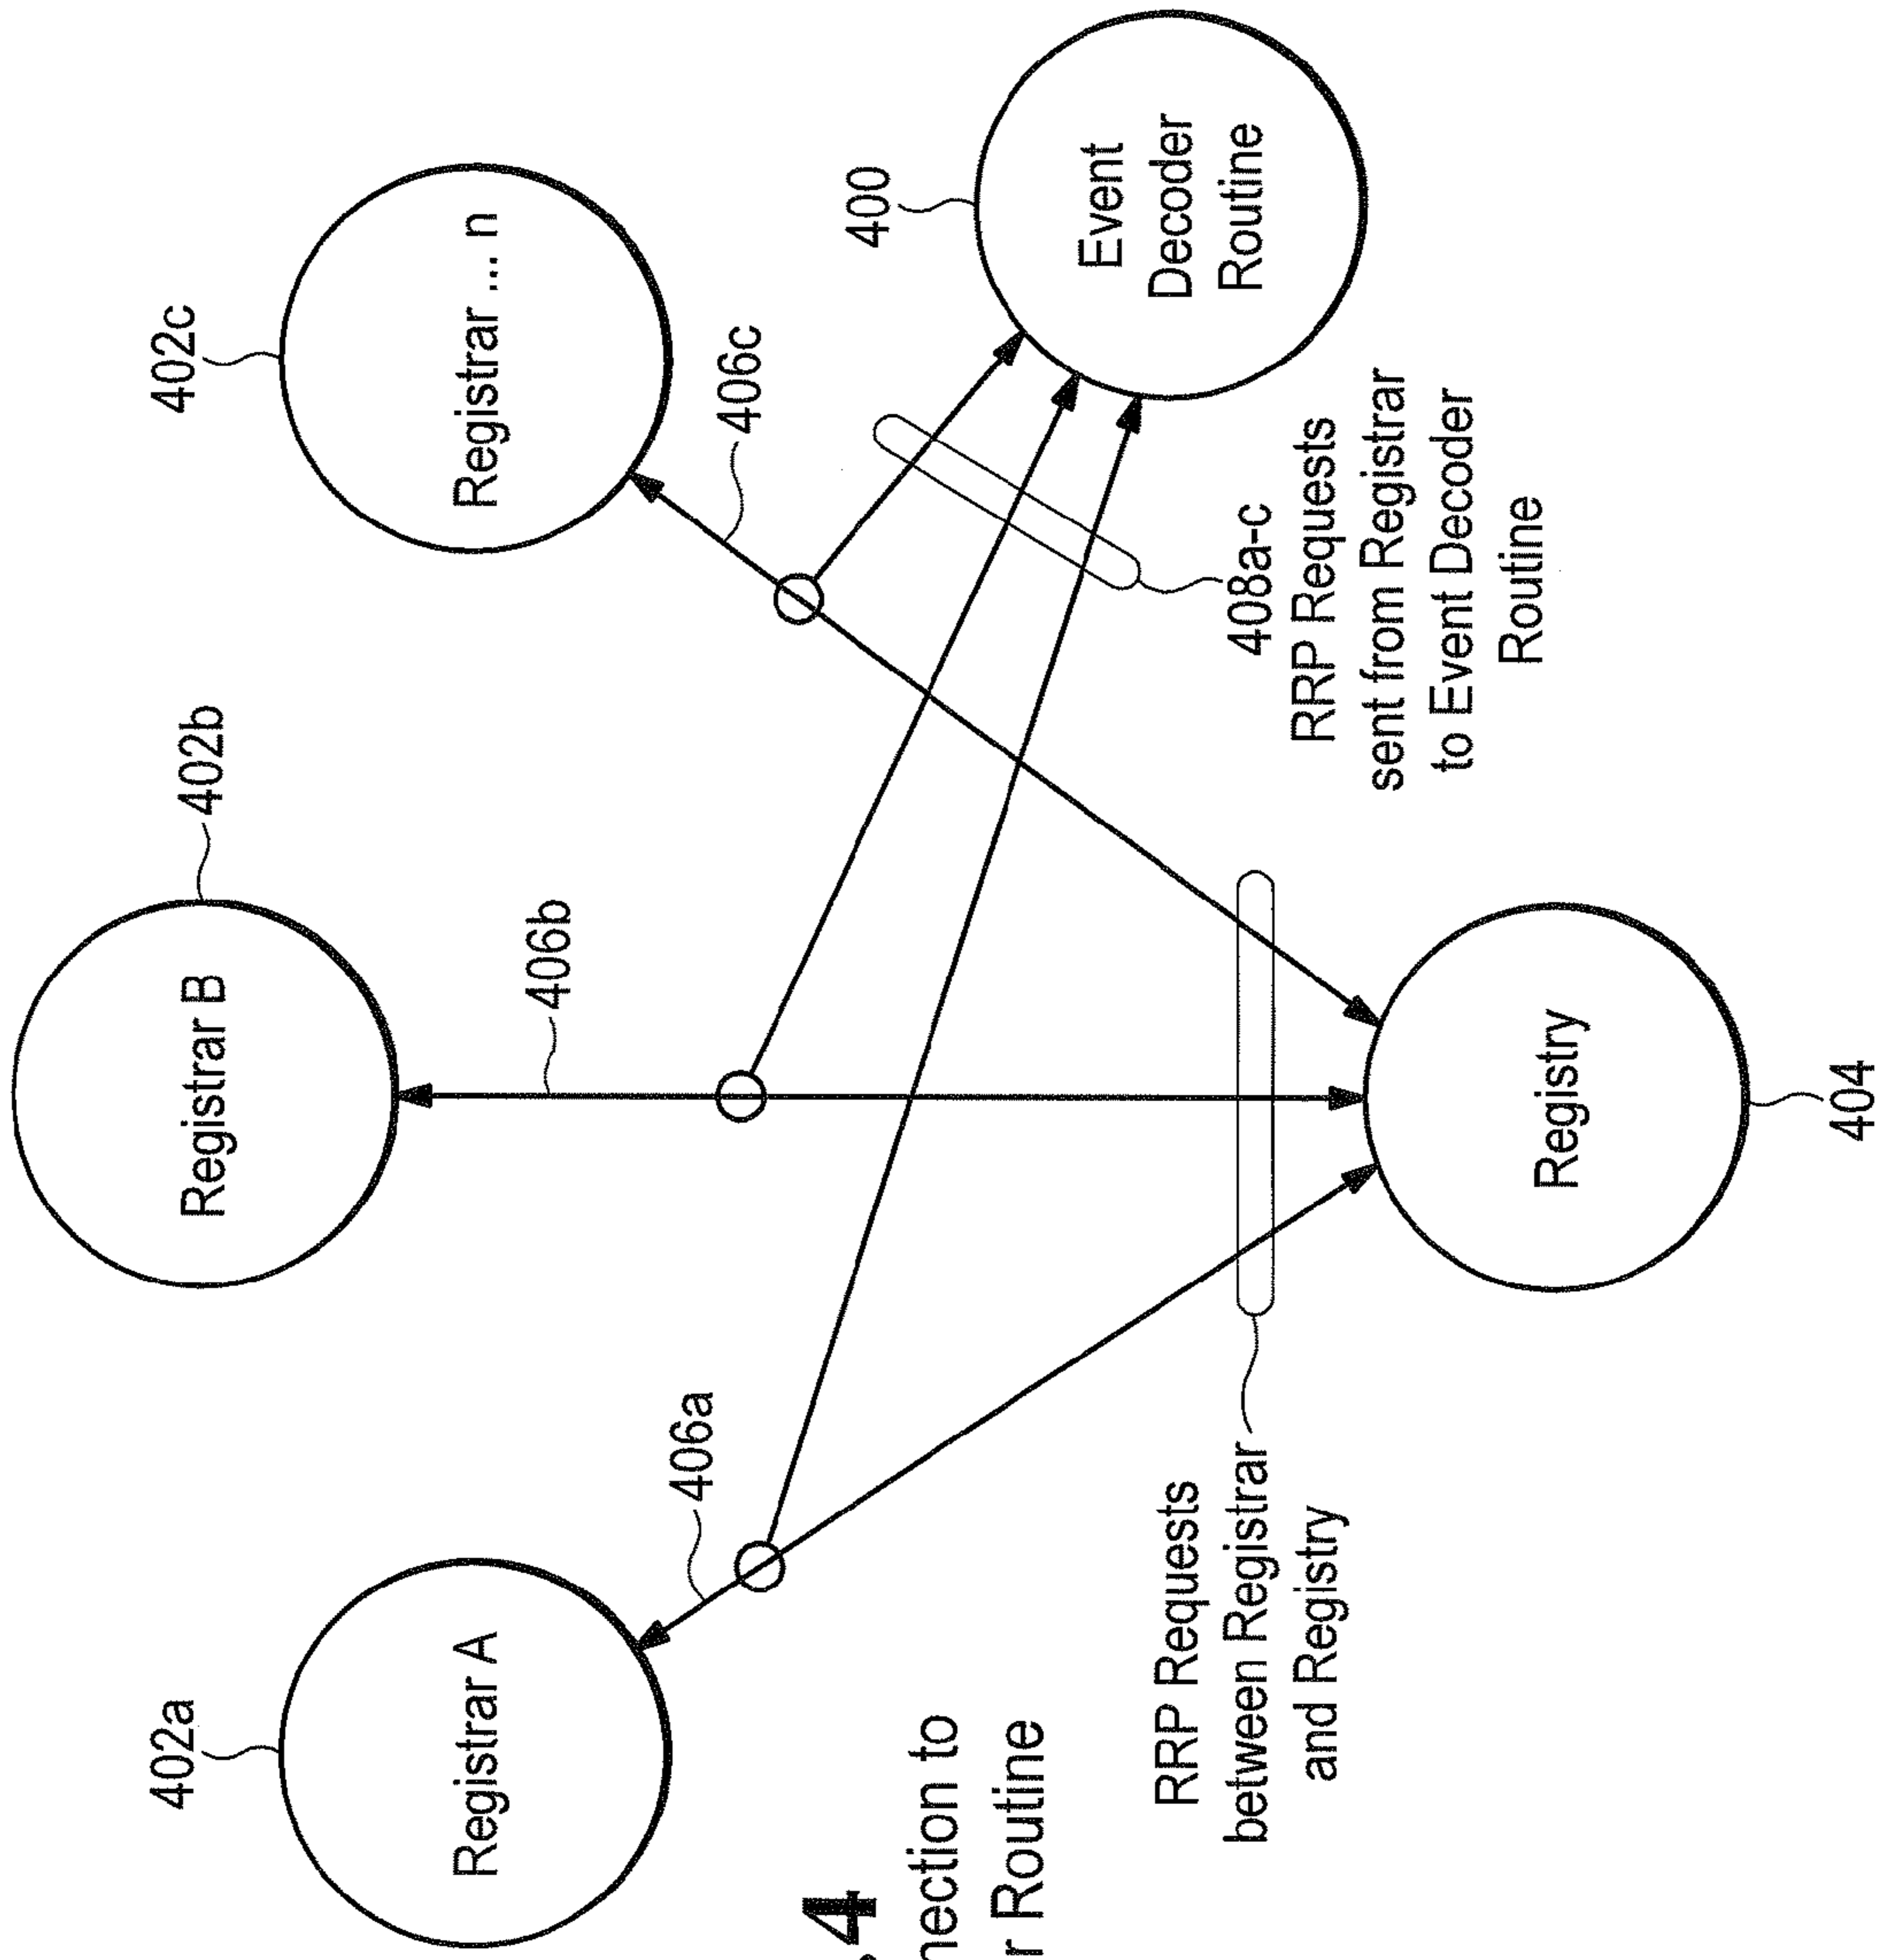 402a
Registrar A
406a
402b
Registrar B
406b
402c
Registrar ... n
406c
400
Event
Decoder
Routine
408a-c
RRP Requests
sent from Registrar
to Event Decoder
Routine
RRP Requests
between Registrar
and Registry
Registry
404
4
to
Routine